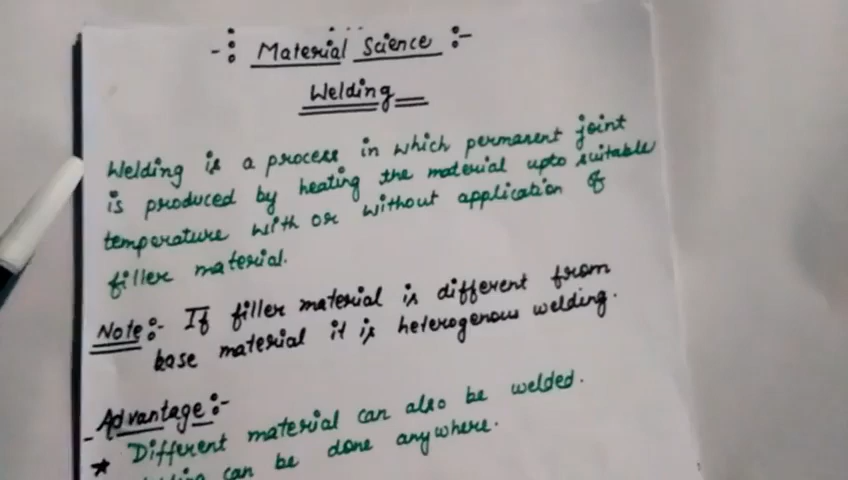 -: Material Science :-
Welding
Welding is a process in which permanent joint
is produced by heating the material upto suitable
temperature with or without application of
filler material.
Note:- If filler material is different from
base material it is heterogenous welding.
- Advantage:-
* Different material can also be welded.
can be done anywhere.